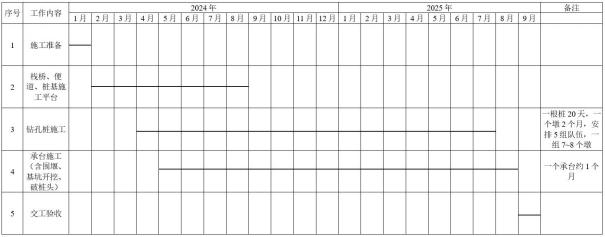 序号 工作内容 2024年 2025年 备注
1月 2月 3月 4月 5月 6月 7月 8月 9月 10月 11月 12月 1月 2月 3月 4月 5月 6月 7月 8月 9月
1 施工准备
2 栈桥、便
道、桩基施
工平台
3 钻孔桩施工 一根桩20天，一
个墩2个月，安
排5组队伍，一
组7~8个墩
4 承台施工
（含围堰、
基坑开挖、
破桩头） 一个承台约1个
月
5 交工验收